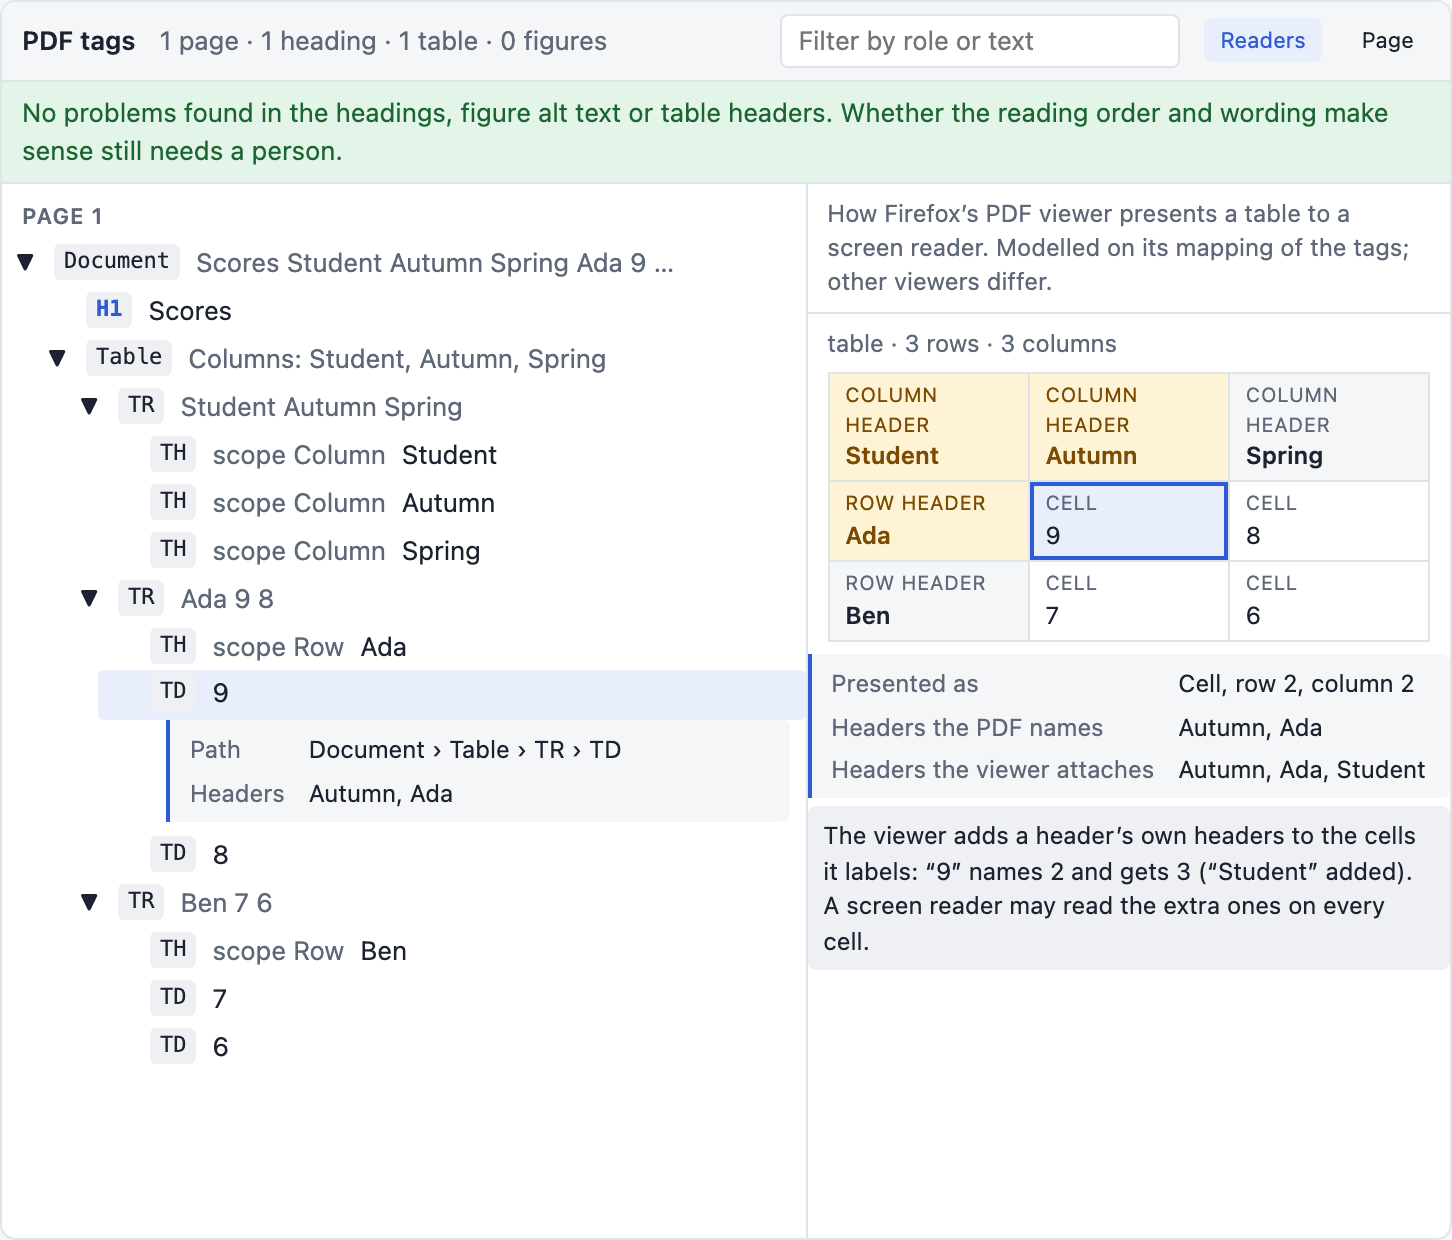 PDF tags 1 page · 1 heading · 1 table · 0 figures Filter by role or text Readers Page
No problems found in the headings, figure alt text or table headers. Whether the reading order and wording make
sense still needs a person.
PAGE 1
Document Scores Student Autumn Spring Ada 9 ...
H1 Scores
Table Columns: Student, Autumn, Spring
TR Student Autumn Spring
TH scope Column Student
TH scope Column Autumn
TH scope Column Spring
TR Ada 9 8
TH scope Row Ada
TD 9
Path Document › Table › TR › TD
Headers Autumn, Ada
TD 8
TR Ben 7 6
TH scope Row Ben
TD 7
TD 6
How Firefox’s PDF viewer presents a table to a
screen reader. Modelled on its mapping of the tags;
other viewers differ.
table · 3 rows · 3 columns
COLUMN HEADER Student
COLUMN HEADER Autumn
COLUMN HEADER Spring
ROW HEADER CELL CELL
Ada 9 8
ROW HEADER CELL CELL
Ben 7 6
Presented as Cell, row 2, column 2
Headers the PDF names Autumn, Ada
Headers the viewer attaches Autumn, Ada, Student
The viewer adds a header’s own headers to the cells
it labels: “9” names 2 and gets 3 (“Student” added).
A screen reader may read the extra ones on every
cell.